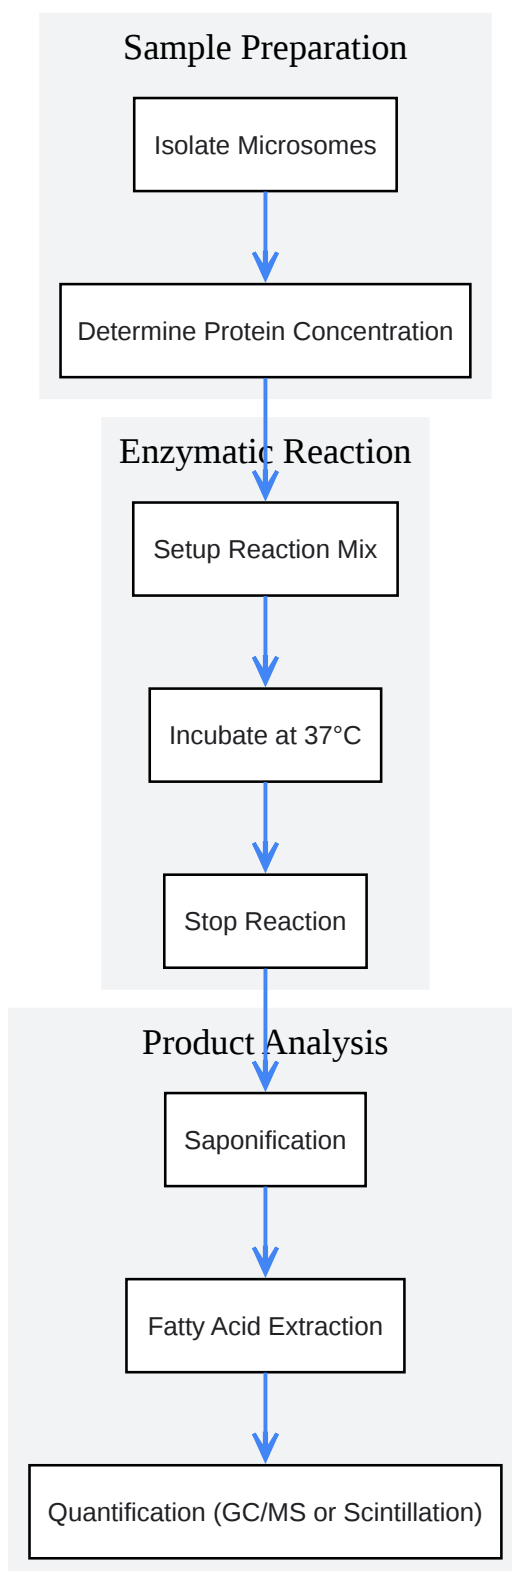 Sample Preparation
Isolate Microsomes
Determine Protein Concentration
Enzymatic Reaction
Setup Reaction Mix
Incubate at 37°C
Stop Reaction
Product Analysis
Saponification
Fatty Acid Extraction
Quantification (GC/MS or Scintillation)